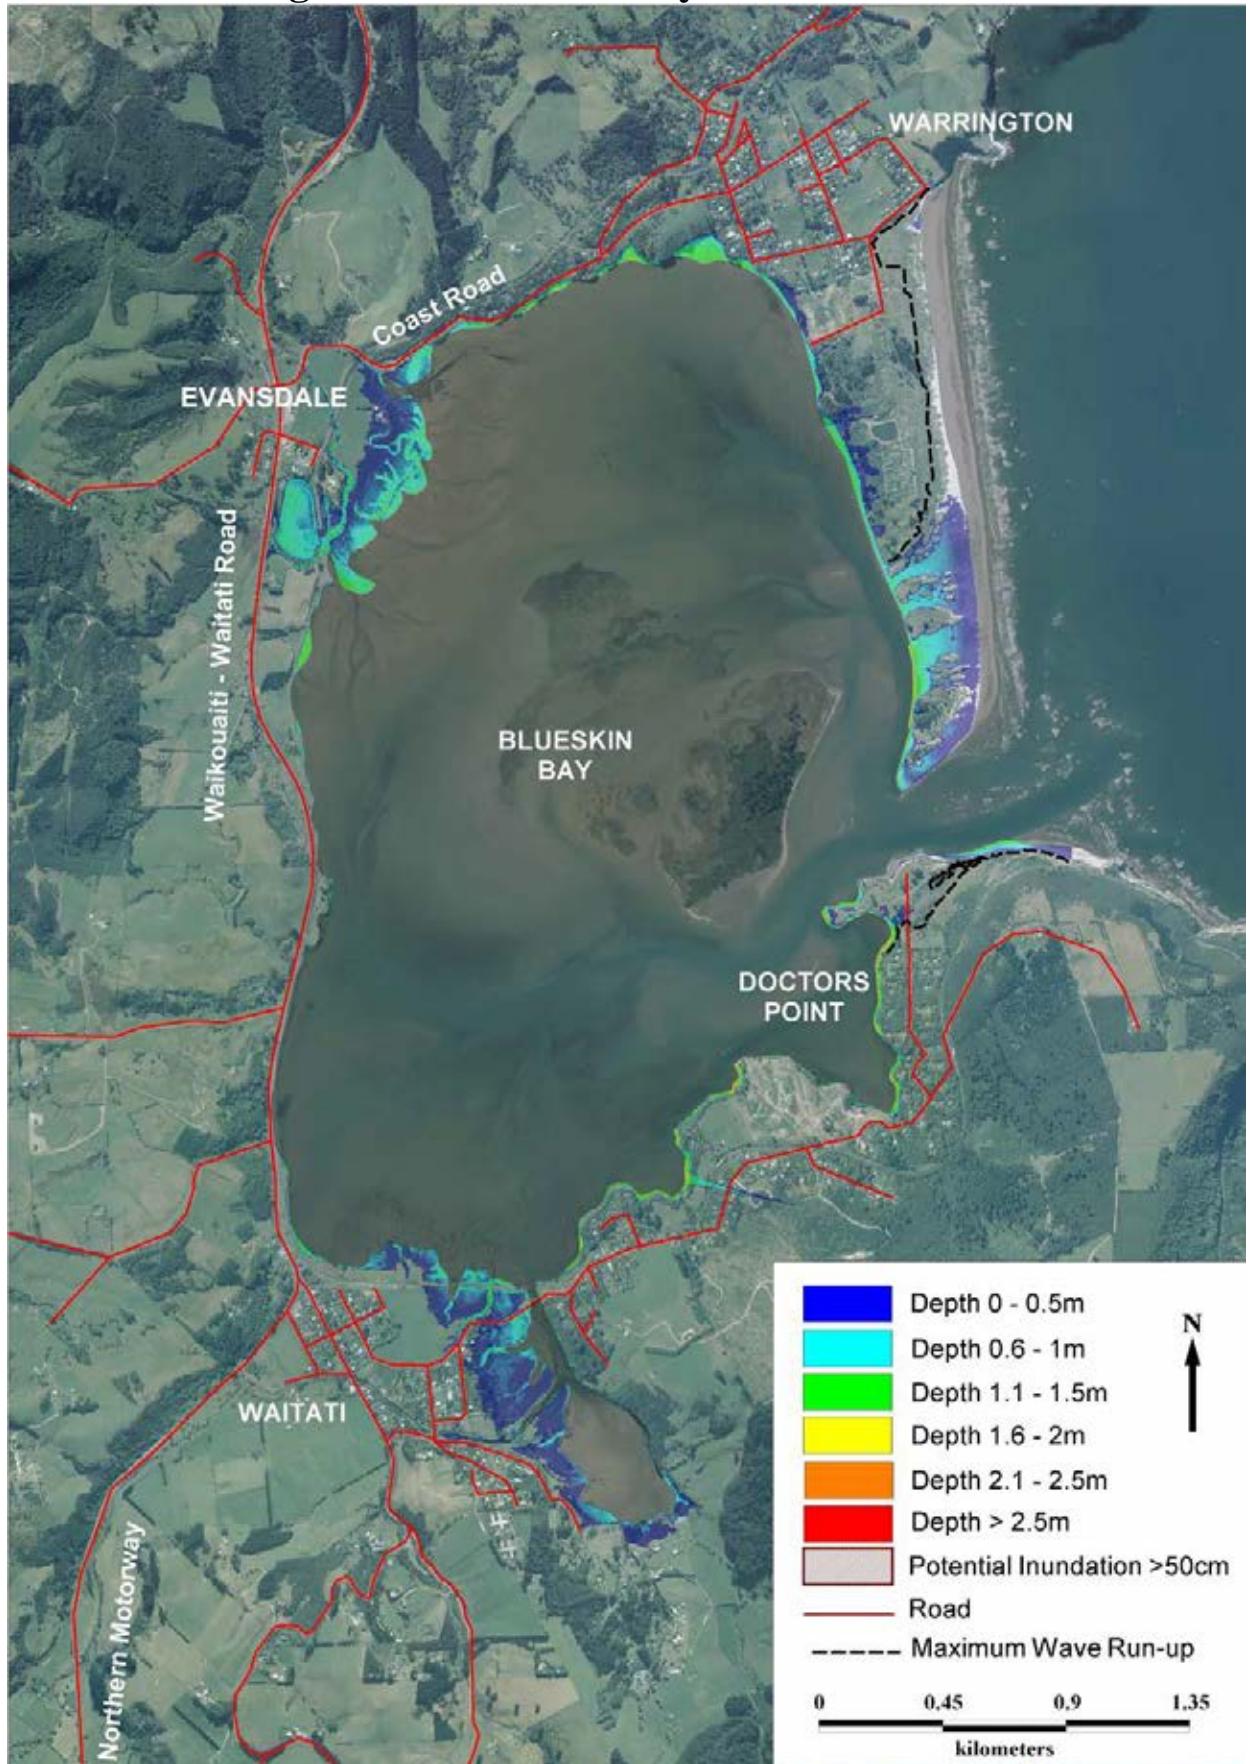 WARRINGTON
Coast Road
EVANSDALE
Waikouaiti - Waitati Road
BLUESKIN
BAY
DOCTORS
POINT
WAITATI
Northern Motorway
Depth 0 - 0.5m
Depth 0.6 - 1m
Depth 1.1 - 1.5m
Depth 1.6 - 2m
Depth 2.1 - 2.5m
Depth > 2.5m
Potential Inundation >50cm
Road
Maximum Wave Run-up
N
0 0.45 0.9 1.35
kilometers